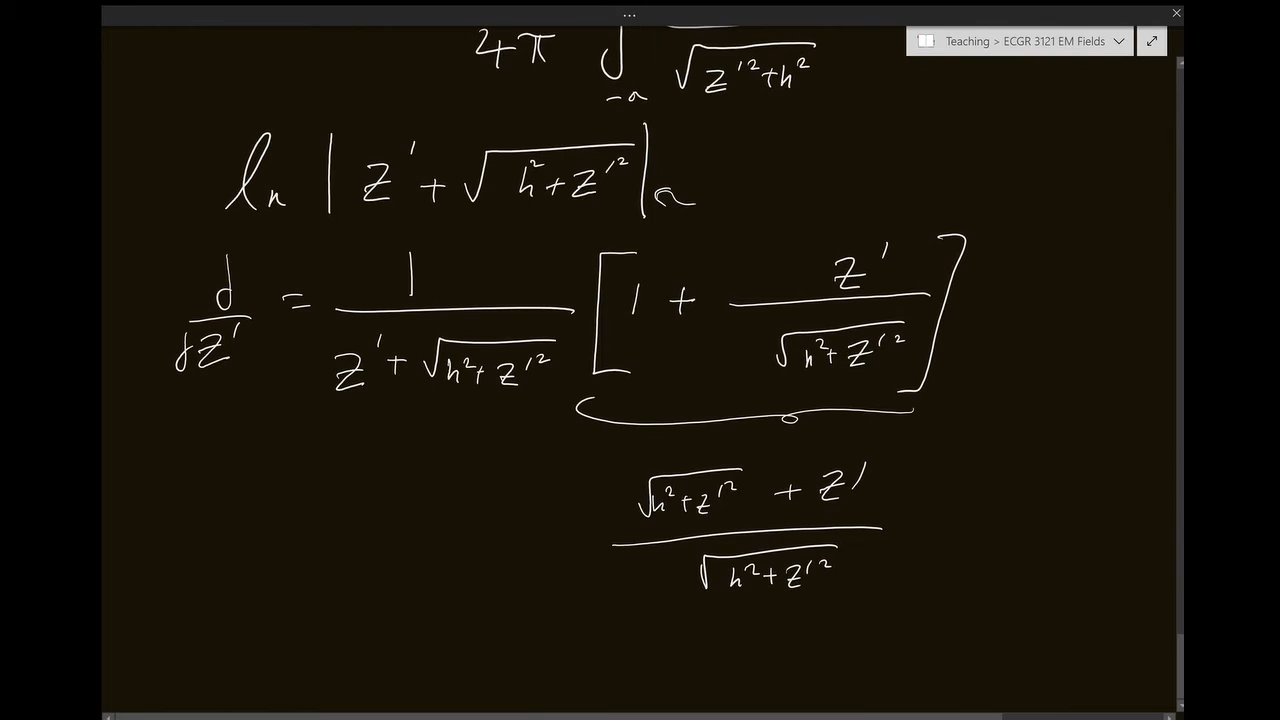 ...
Teaching > ECGR 3121 EM Fields
4π ∫ √z'²+h²
-a
ln | z' + √h²+z'² | a
d/dz' = 1/(z' + √h²+z'²) [ 1 + z'/√h²+z'² ]
(√h²+z'² + z')/√h²+z'²